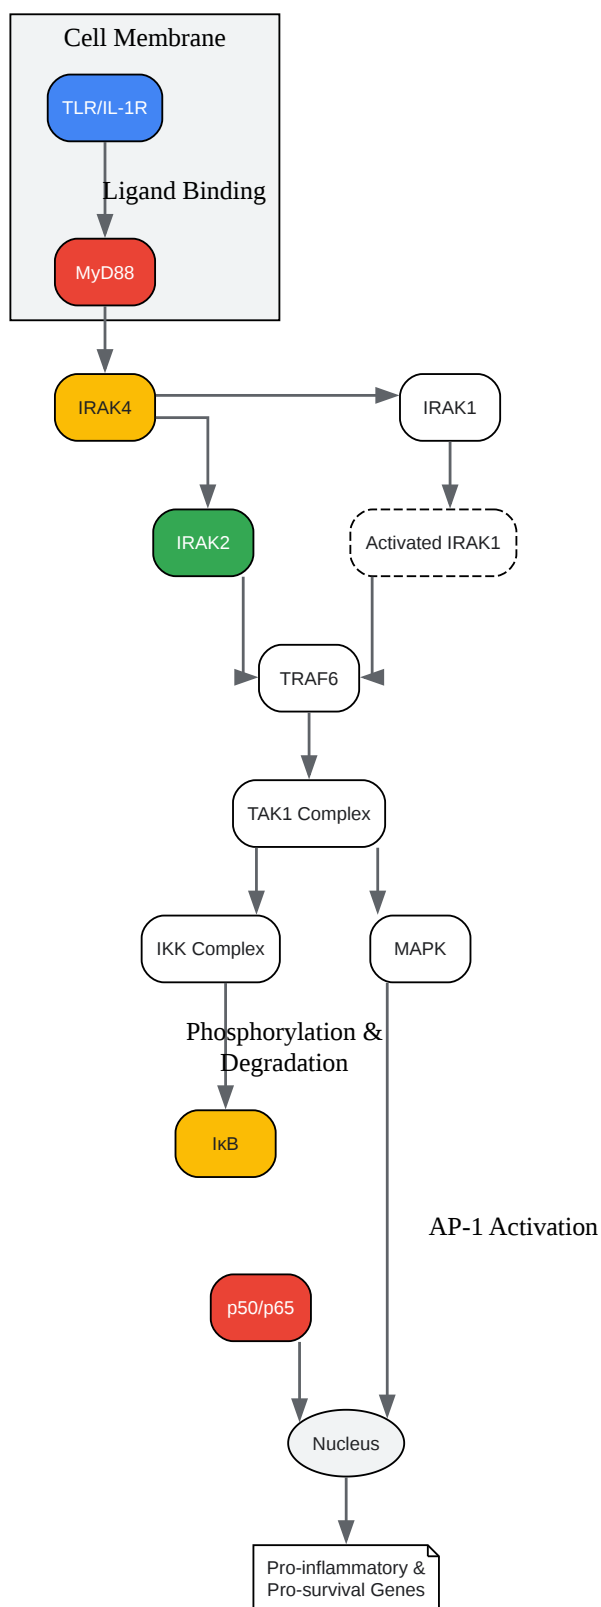 Cell Membrane
TLR/IL-1R
Ligand Binding
MyD88
IRAK4
IRAK1
IRAK2
Activated IRAK1
TRAF6
TAK1 Complex
IKK Complex
MAPK
Phosphorylation &
Degradation
IκB
AP-1 Activation
p50/p65
Nucleus
Pro-inflammatory &
Pro-survival Genes